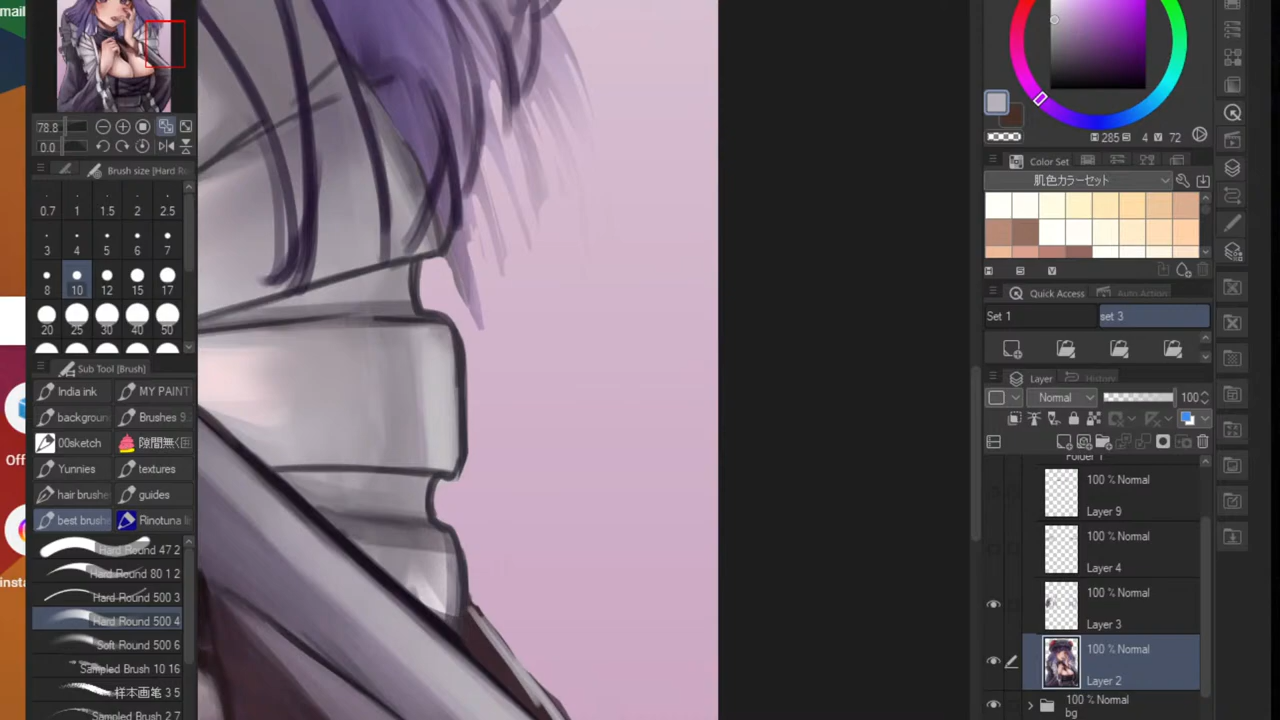 mail
78.8
0.0
Brush size [Hard R
0.7 1 1.5 2 2.5
3 4 5 6 7
8 10 12 15 17
20 25 30 40 50
Sub Tool [Brush]
India ink MY PAINT
backgroun Brushes 9
00sketch 隙間無く
Yunnies textures
hair brushe guides
best brush Rinotuna li
Hard Round 47 2
Hard Round 80 1 2
Hard Round 500 3
Hard Round 500 4
Soft Round 500 6
Sampled Brush 10 16
样本画笔 3 5
Sampled Brush 2 7
Off
insta
H 285 S 4 V 72
Color Set
肌色カラーセット
H S V
Quick Access Auto Action
Set 1 set 3
Layer History
Normal 100
Folder 1
100 % Normal
Layer 9
100 % Normal
Layer 4
100 % Normal
Layer 3
100 % Normal
Layer 2
100 % Normal
bg